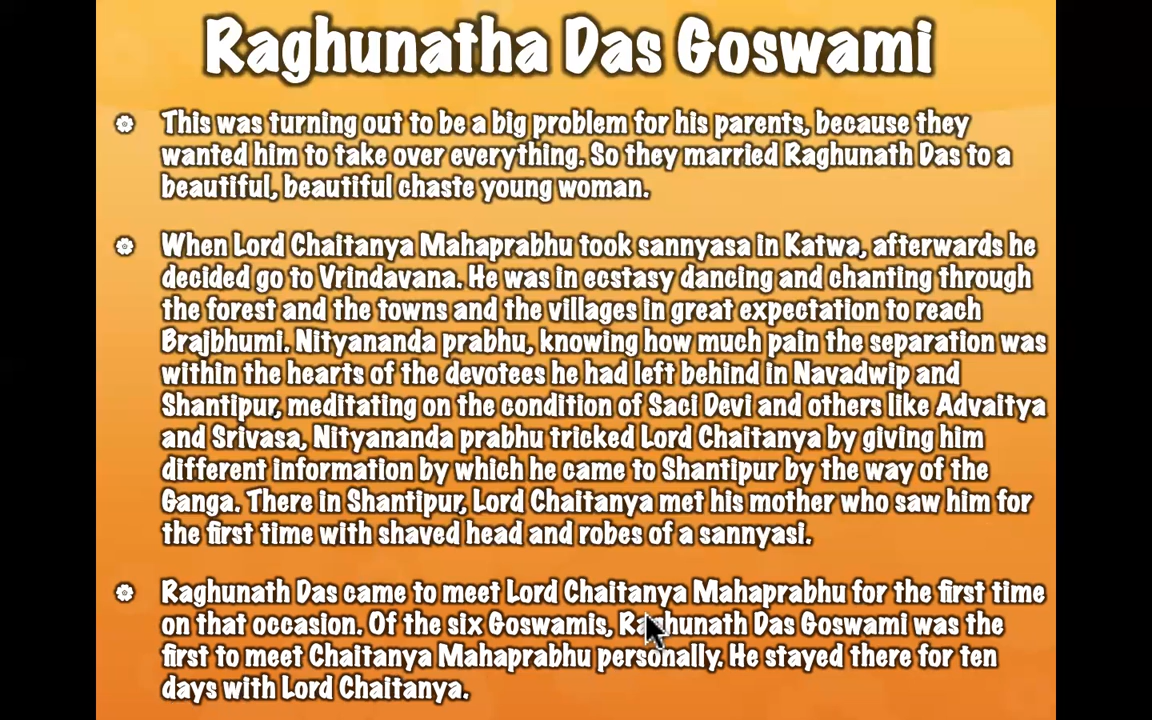 Raghunatha Das Goswami
This was turning out to be a big problem for his parents, because they
wanted him to take over everything. So they married Raghunath Das to a
beautiful, beautiful chaste young woman.
When Lord Chaitanya Mahaprabhu took sannyasa in Katwa, afterwards he
decided go to Vrindavana. He was in ecstasy dancing and chanting through
the forest and the towns and the villages in great expectation to reach
Brajbhumi. Nityananda prabhu, knowing how much pain the separation was
within the hearts of the devotees he had left behind in Navadwip and
Shantipur, meditating on the condition of Saci Devi and others like Advaitya
and Srivasa, Nityananda prabhu tricked Lord Chaitanya by giving him
different information by which he came to Shantipur by the way of the
Ganga. There in Shantipur, Lord Chaitanya met his mother who saw him for
the first time with shaved head and robes of a sannyasi.
Raghunath Das came to meet Lord Chaitanya Mahaprabhu for the first time
on that occasion. Of the six Goswamis, Raghunath Das Goswami was the
first to meet Chaitanya Mahaprabhu personally. He stayed there for ten
days with Lord Chaitanya.